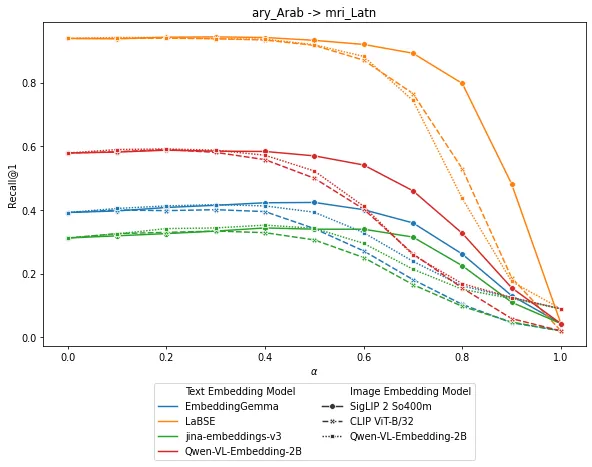 ary_Arab -> mri_Latn
Recall@1
0.8
0.6
0.4
0.2
0.0
0.0 0.2 0.4 0.6 0.8 1.0
α
Text Embedding Model Image Embedding Model
EmbeddingGemma SigLIP 2 So400m
LaBSE CLIP ViT-B/32
jina-embeddings-v3 Qwen-VL-Embedding-2B
Qwen-VL-Embedding-2B